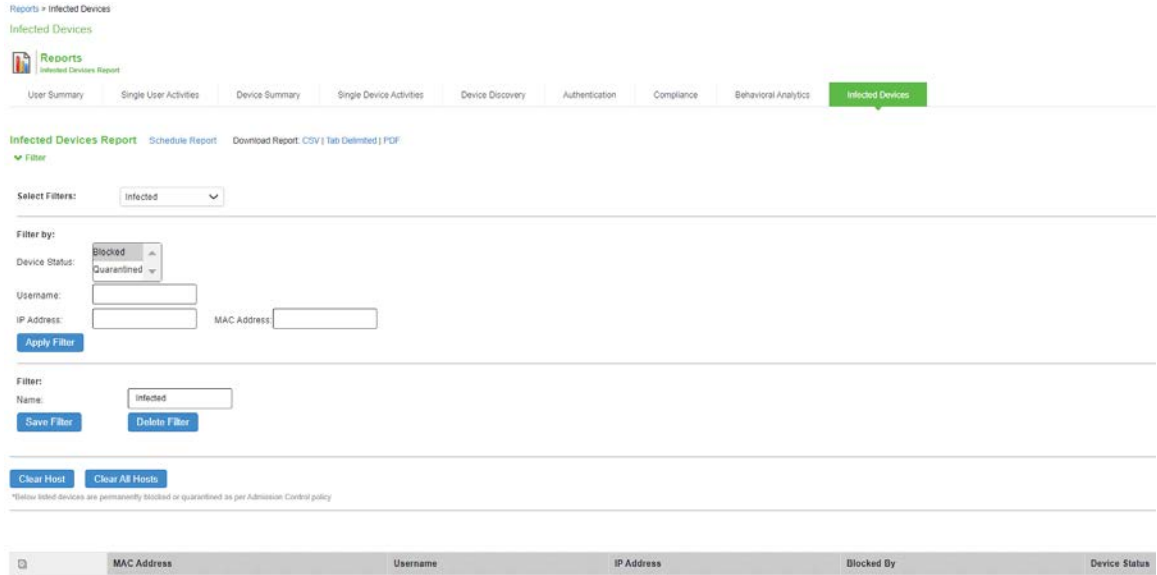 Reports > Infected Devices
Infected Devices
Reports
Infected Devices Report
User Summary Single User Activities Device Summary Single Device Activities Device Discovery Authentication Compliance Behavioral Analytics Infected Devices
Infected Devices Report Schedule Report Download Report: CSV | Tab Delimited | PDF
Filter
Select Filters: Infected
Filter by:
Device Status: Blocked
Quarantined
Username:
IP Address: MAC Address:
Apply Filter
Filter:
Name: Infected
Save Filter Delete Filter
Clear Host Clear All Hosts
*Below listed devices are permanently blocked or quarantined as per Admission Control policy
MAC Address Username IP Address Blocked By Device Status